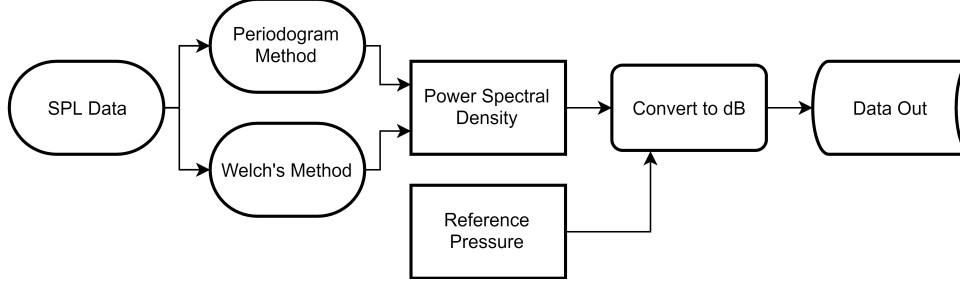 Periodogram
Method
SPL Data
Power Spectral
Density
Convert to dB
Data Out
Welch's Method
Reference
Pressure